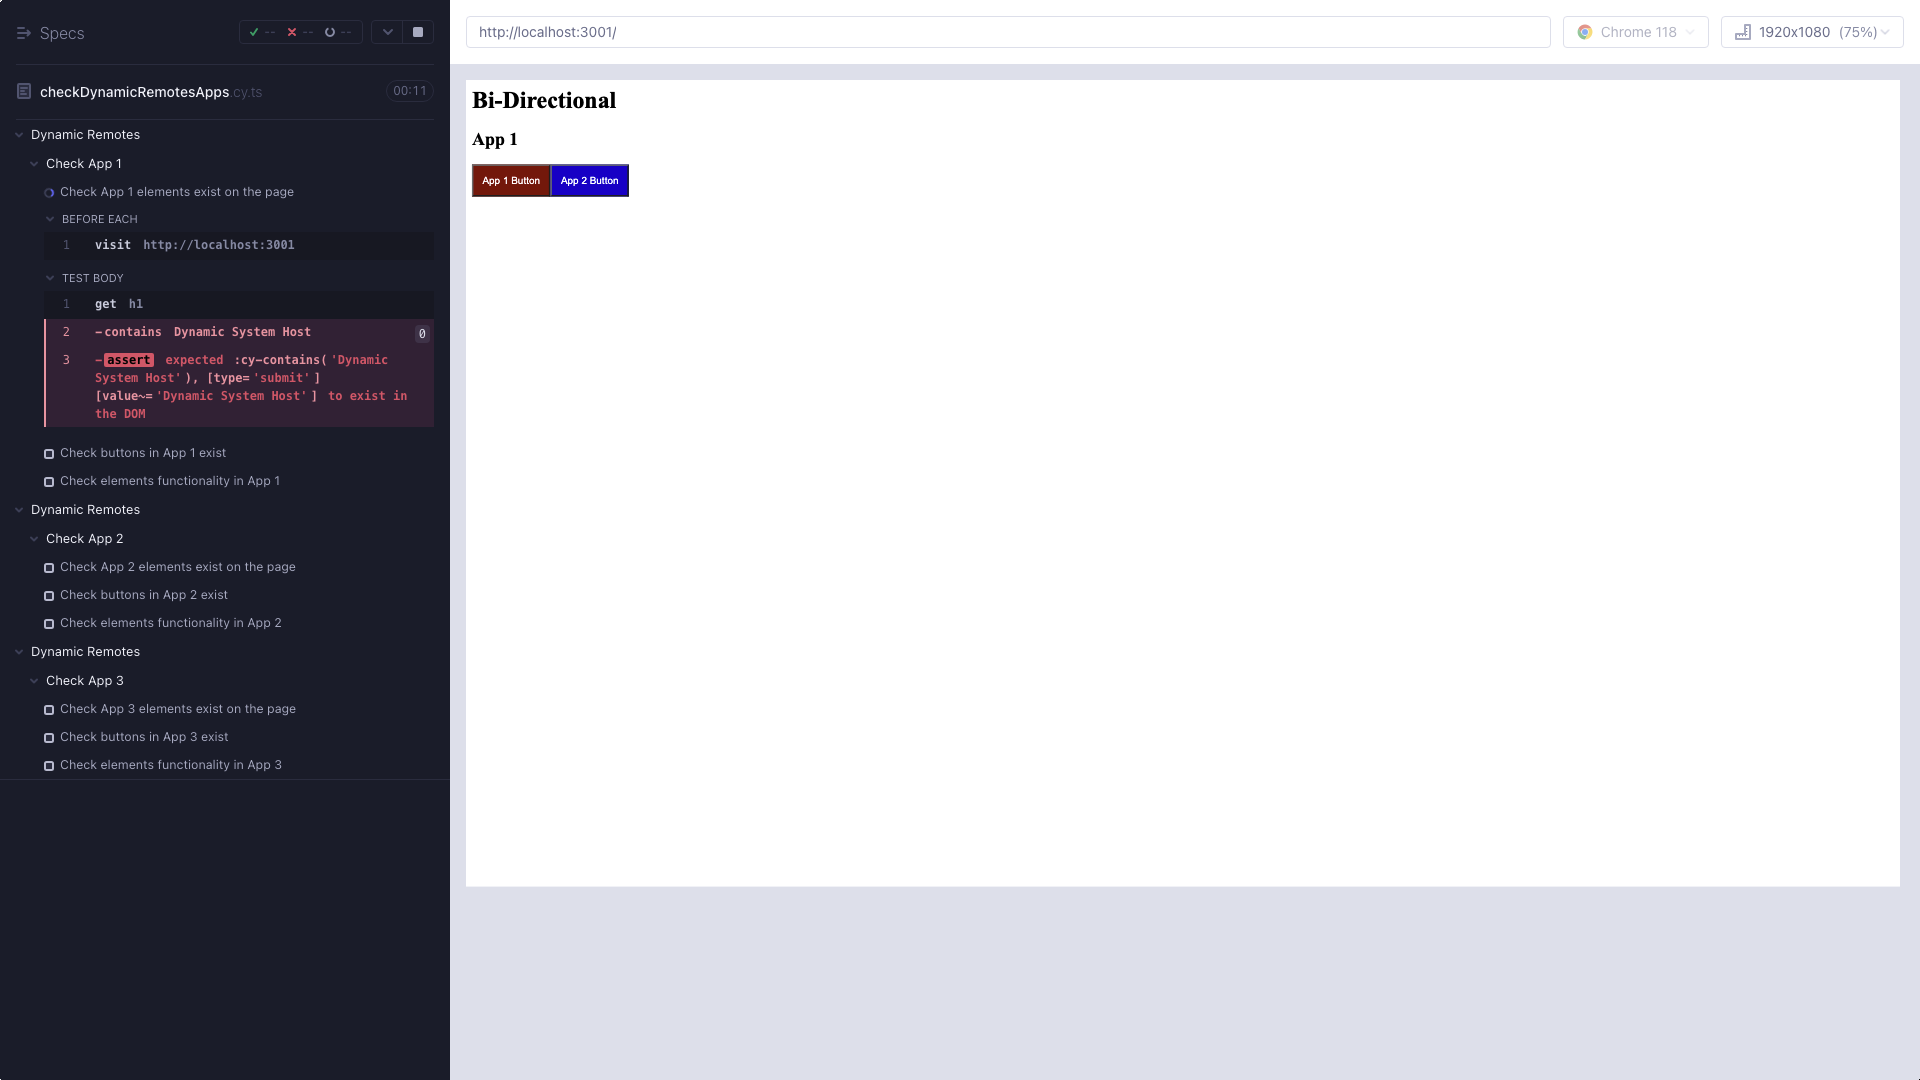 Specs
-- -- --
checkDynamicRemotesApps.cy.ts 00:11
Dynamic Remotes
Check App 1
Check App 1 elements exist on the page
BEFORE EACH
1 visit http://localhost:3001
TEST BODY
1 get h1
2 -contains Dynamic System Host 0
3 -assert expected :cy-contains('Dynamic
System Host'), [type='submit']
[value~='Dynamic System Host'] to exist in
the DOM
Check buttons in App 1 exist
Check elements functionality in App 1
Dynamic Remotes
Check App 2
Check App 2 elements exist on the page
Check buttons in App 2 exist
Check elements functionality in App 2
Dynamic Remotes
Check App 3
Check App 3 elements exist on the page
Check buttons in App 3 exist
Check elements functionality in App 3
http://localhost:3001/
Chrome 118
1920x1080 (75%)
Bi-Directional
App 1
App 1 Button App 2 Button